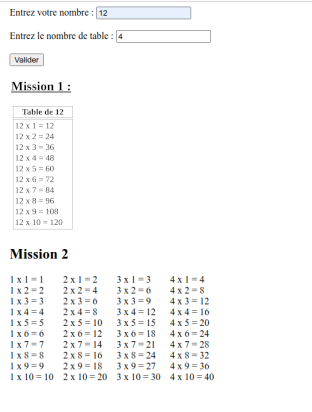 Entrez votre nombre : 12
Entrez le nombre de table : 4
Valider
Mission 1 :
Table de 12
12 x 1 = 12
12 x 2 = 24
12 x 3 = 36
12 x 4 = 48
12 x 5 = 60
12 x 6 = 72
12 x 7 = 84
12 x 8 = 96
12 x 9 = 108
12 x 10 = 120
Mission 2
1 x 1 = 1 2 x 1 = 2 3 x 1 = 3 4 x 1 = 4
1 x 2 = 2 2 x 2 = 4 3 x 2 = 6 4 x 2 = 8
1 x 3 = 3 2 x 3 = 6 3 x 3 = 9 4 x 3 = 12
1 x 4 = 4 2 x 4 = 8 3 x 4 = 12 4 x 4 = 16
1 x 5 = 5 2 x 5 = 10 3 x 5 = 15 4 x 5 = 20
1 x 6 = 6 2 x 6 = 12 3 x 6 = 18 4 x 6 = 24
1 x 7 = 7 2 x 7 = 14 3 x 7 = 21 4 x 7 = 28
1 x 8 = 8 2 x 8 = 16 3 x 8 = 24 4 x 8 = 32
1 x 9 = 9 2 x 9 = 18 3 x 9 = 27 4 x 9 = 36
1 x 10 = 10 2 x 10 = 20 3 x 10 = 30 4 x 10 = 40